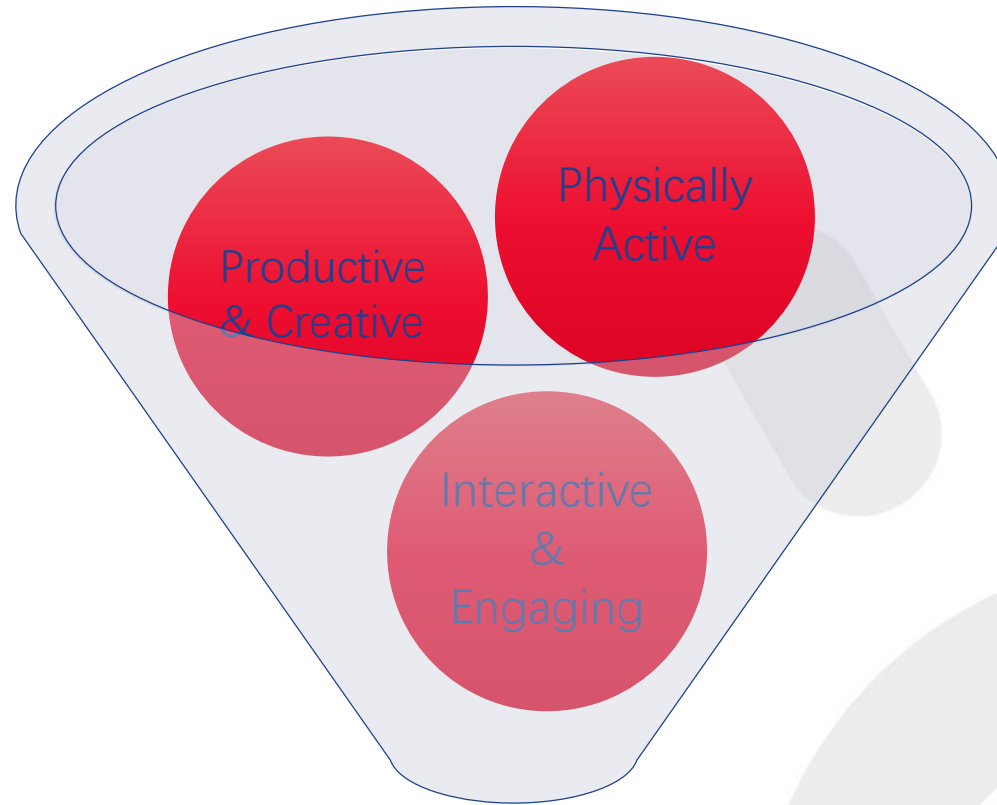 Physically
Active
Productive
& Creative
Interactive
&
Engaging